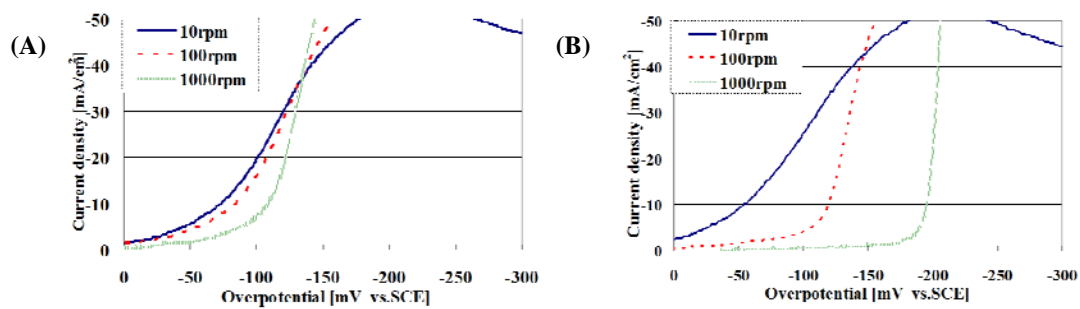 (A)
Current density [mA/cm²]
-50
-40
-30
-20
-10
0
10rpm
100rpm
1000rpm
0 -50 -100 -150 -200 -250 -300
Overpotential [mV vs.SCE]
(B)
Current density [mA/cm²]
-50
-40
-30
-20
-10
0
10rpm
100rpm
1000rpm
0 -50 -100 -150 -200 -250 -300
Overpotential [mV vs.SCE]